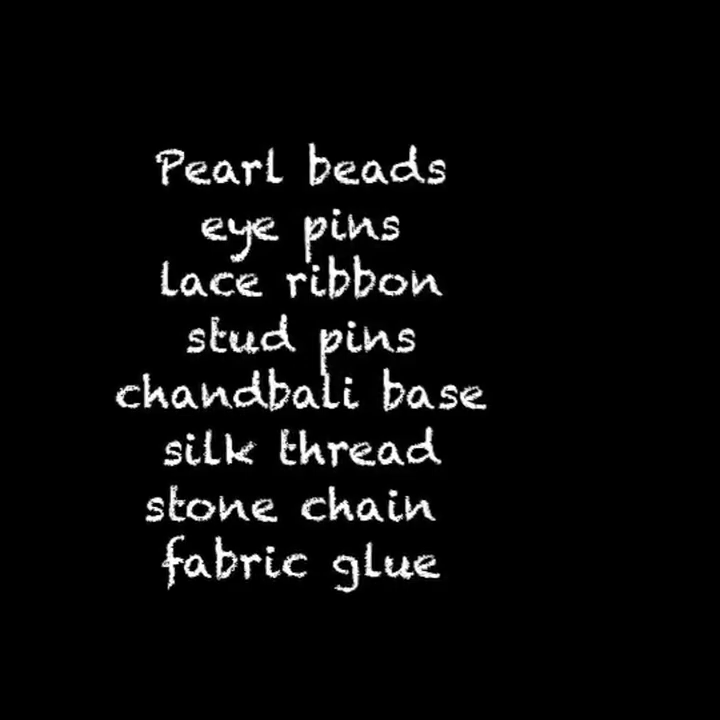 Pearl beads
eye pins
lace ribbon
stud pins
chandbali base
silk thread
stone chain
fabric glue